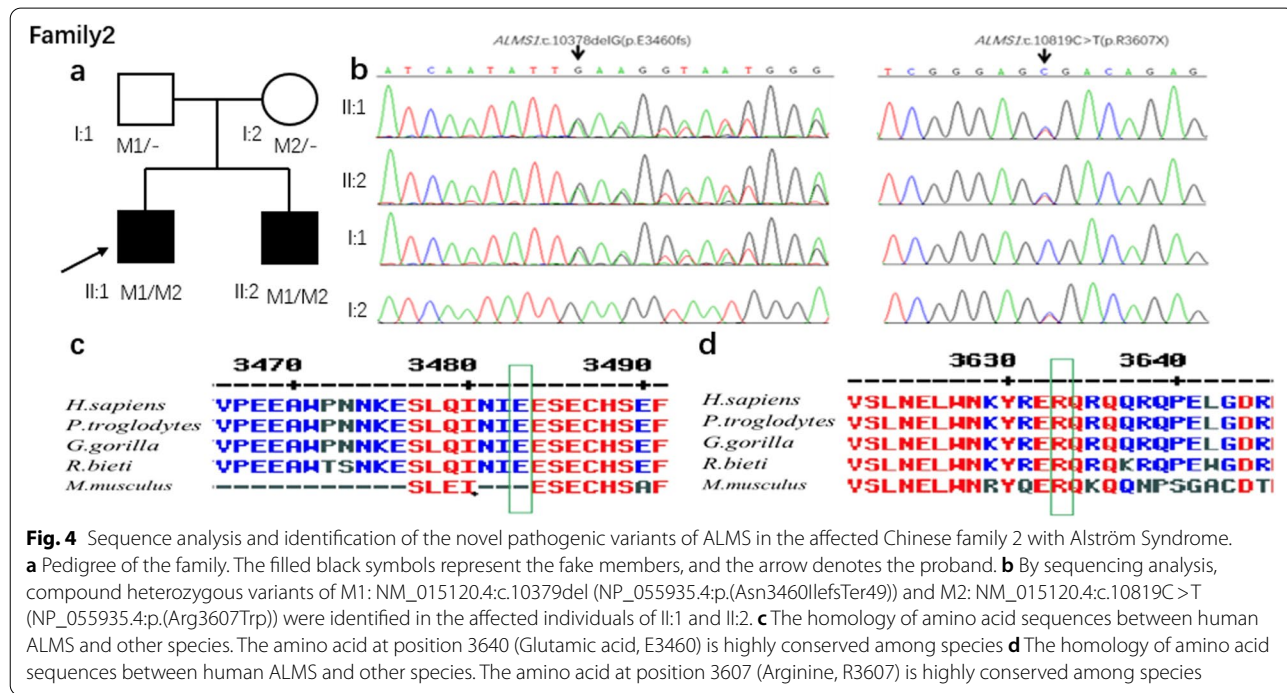 Family2
a
I:1
M1/-
I:2
M2/-
II:1
M1/M2
II:2
M1/M2
b
ALMS1:c.10378delG(p.E3460fs)
A T C A A T A T T G A A G G T A A T G G G
ALMS1:c.10819C>T(p.R3607X)
T C G G G A G C G A C A G A G
II:1
II:2
I:1
I:2
c
3470 3480 3490
H.sapiens VPEEAWPNNKESLQINIEESECHSEF
P.troglodytes VPEEAWPNNKESLQINIEESECHSEF
G.gorilla VPEEAWPNNKESLQINIEESECHSEF
R.bieti VPEEAWTSNKESLQINIEESECHSEF
M.musculus -----------SLEI---ESECHSAF
d
3630 3640
H.sapiens VSLNELWNKYRERQRQQRQPELGDR
P.troglodytes VSLNELWNKYRERQRQQRQPELGDR
G.gorilla VSLNELWNKYRERQRQQRQPELGDR
R.bieti VSLNELWNKYRERQRQKRQPEWGDR
M.musculus VSLNELWNRYQERQKQQNPSGACDT
Fig. 4 Sequence analysis and identification of the novel pathogenic variants of ALMS in the affected Chinese family 2 with Alström Syndrome.
a Pedigree of the family. The filled black symbols represent the fake members, and the arrow denotes the proband. b By sequencing analysis,
compound heterozygous variants of M1: NM_015120.4:c.10379del (NP_055935.4:p.(Asn3460IlefsTer49)) and M2: NM_015120.4:c.10819C>T
(NP_055935.4:p.(Arg3607Trp)) were identified in the affected individuals of II:1 and II:2. c The homology of amino acid sequences between human
ALMS and other species. The amino acid at position 3640 (Glutamic acid, E3460) is highly conserved among species d The homology of amino acid
sequences between human ALMS and other species. The amino acid at position 3607 (Arginine, R3607) is highly conserved among species